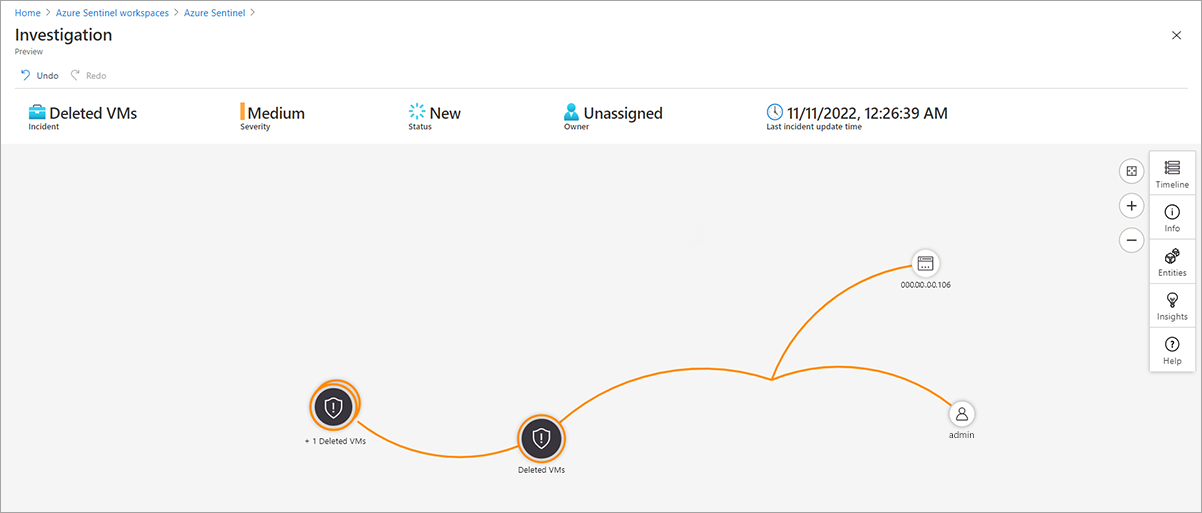 Home > Azure Sentinel workspaces > Azure Sentinel >
Investigation
Preview
Undo Redo
Deleted VMs
Incident
Medium
Severity
New
Status
Unassigned
Owner
11/11/2022, 12:26:39 AM
Last incident update time
Timeline
Info
Entities
Insights
Help
000.00.00.106
+ 1 Deleted VMs
Deleted VMs
admin